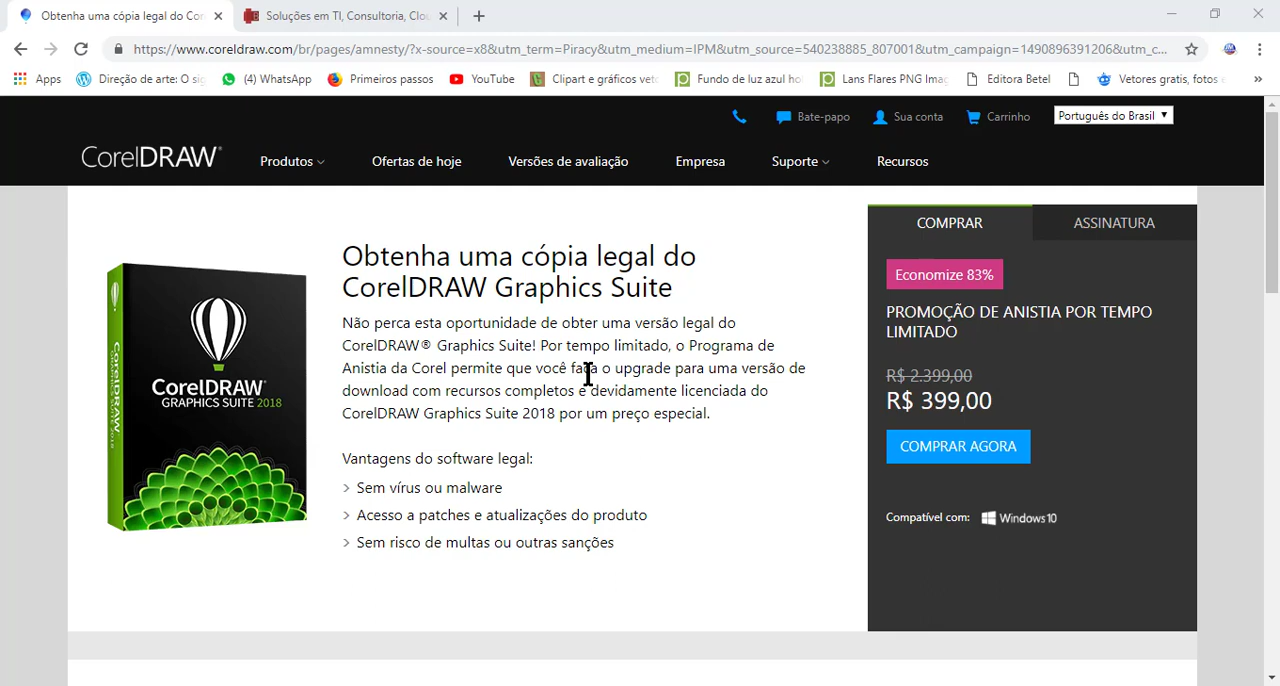 Obtenha uma cópia legal do Cor
Soluções em TI, Consultoria, Clou
https://www.coreldraw.com/br/pages/amnesty/?x-source=x8&utm_term=Piracy&utm_medium=IPM&utm_source=540238885_807001&utm_campaign=1490896391206&utm_c...
Apps
Direção de arte: O sig
(4) WhatsApp
Primeiros passos
YouTube
Clipart e gráficos veto
Fundo de luz azul ho
Lans Flares PNG Imag
Editora Betel
Vetores gratis, fotos e
»
Bate-papo
Sua conta
Carrinho
Português do Brasil
CorelDRAW®
Produtos
Ofertas de hoje
Versões de avaliação
Empresa
Suporte
Recursos
CorelDRAW
CorelDRAW®
GRAPHICS SUITE 2018
Obtenha uma cópia legal do
CorelDRAW Graphics Suite
Não perca esta oportunidade de obter uma versão legal do
CorelDRAW® Graphics Suite! Por tempo limitado, o Programa de
Anistia da Corel permite que você faça o upgrade para uma versão de
download com recursos completos e devidamente licenciada do
CorelDRAW Graphics Suite 2018 por um preço especial.
Vantagens do software legal:
> Sem vírus ou malware
> Acesso a patches e atualizações do produto
> Sem risco de multas ou outras sanções
COMPRAR
ASSINATURA
Economize 83%
PROMOÇÃO DE ANISTIA POR TEMPO
LIMITADO
R$ 2.399,00
R$ 399,00
COMPRAR AGORA
Compatível com:
Windows10